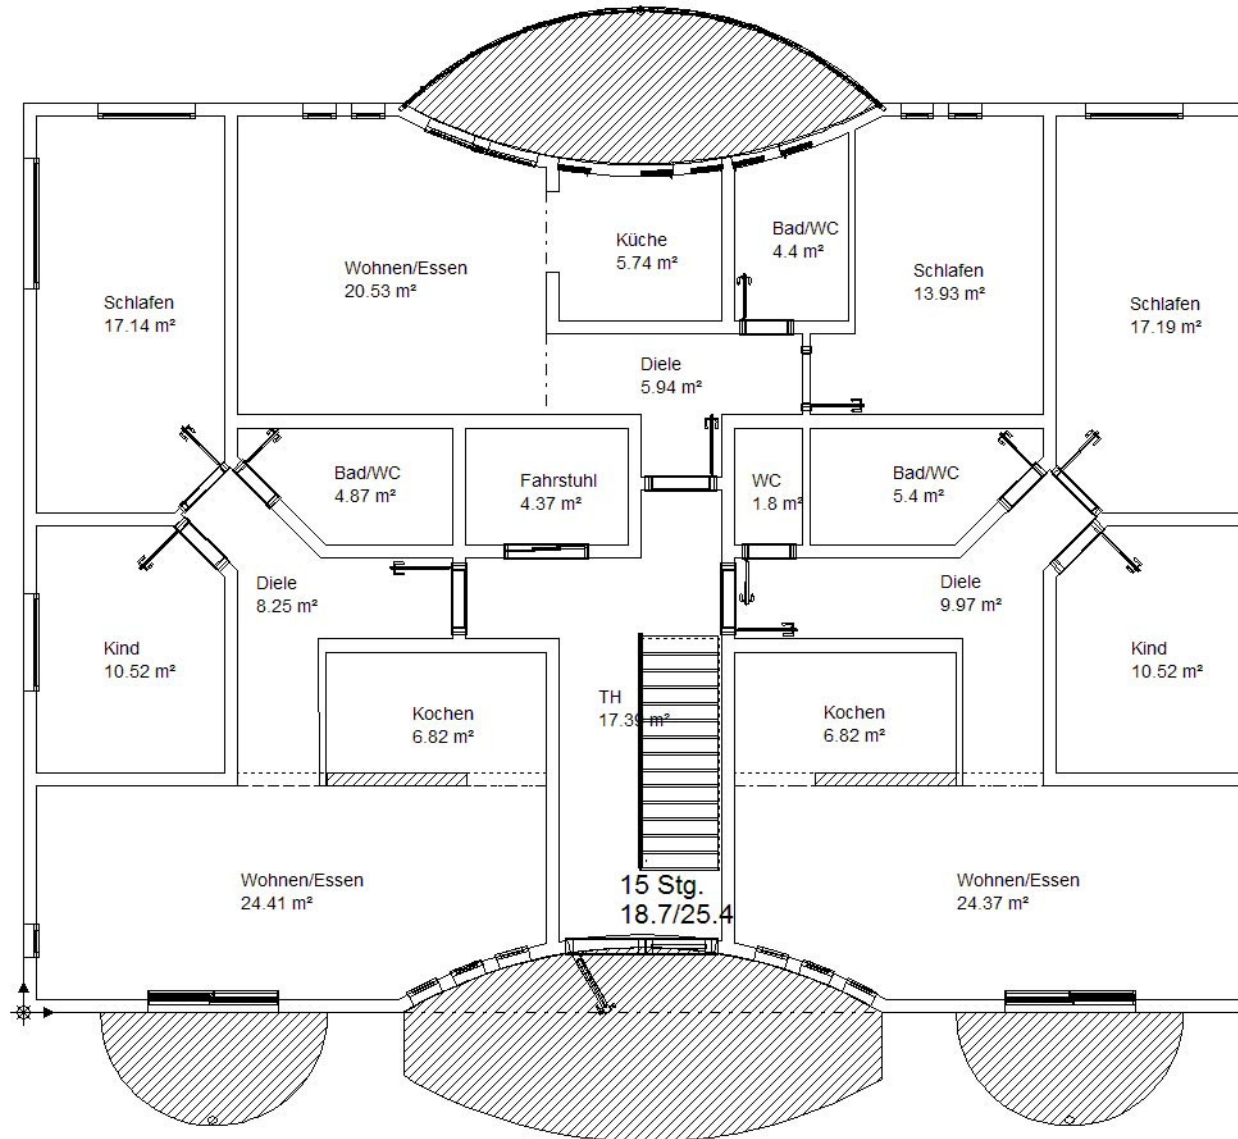 Küche
5.74 m²
Bad/WC
4.4 m²
Wohnen/Essen
20.53 m²
Schlafen
13.93 m²
Schlafen
17.14 m²
Schlafen
17.19 m²
Diele
5.94 m²
Bad/WC
4.87 m²
Fahrstuhl
4.37 m²
WC
1.8 m²
Bad/WC
5.4 m²
Diele
8.25 m²
Diele
9.97 m²
Kind
10.52 m²
Kind
10.52 m²
TH
17.39 m²
Kochen
6.82 m²
Kochen
6.82 m²
Wohnen/Essen
24.41 m²
15 Stg.
18.7/25.4
Wohnen/Essen
24.37 m²